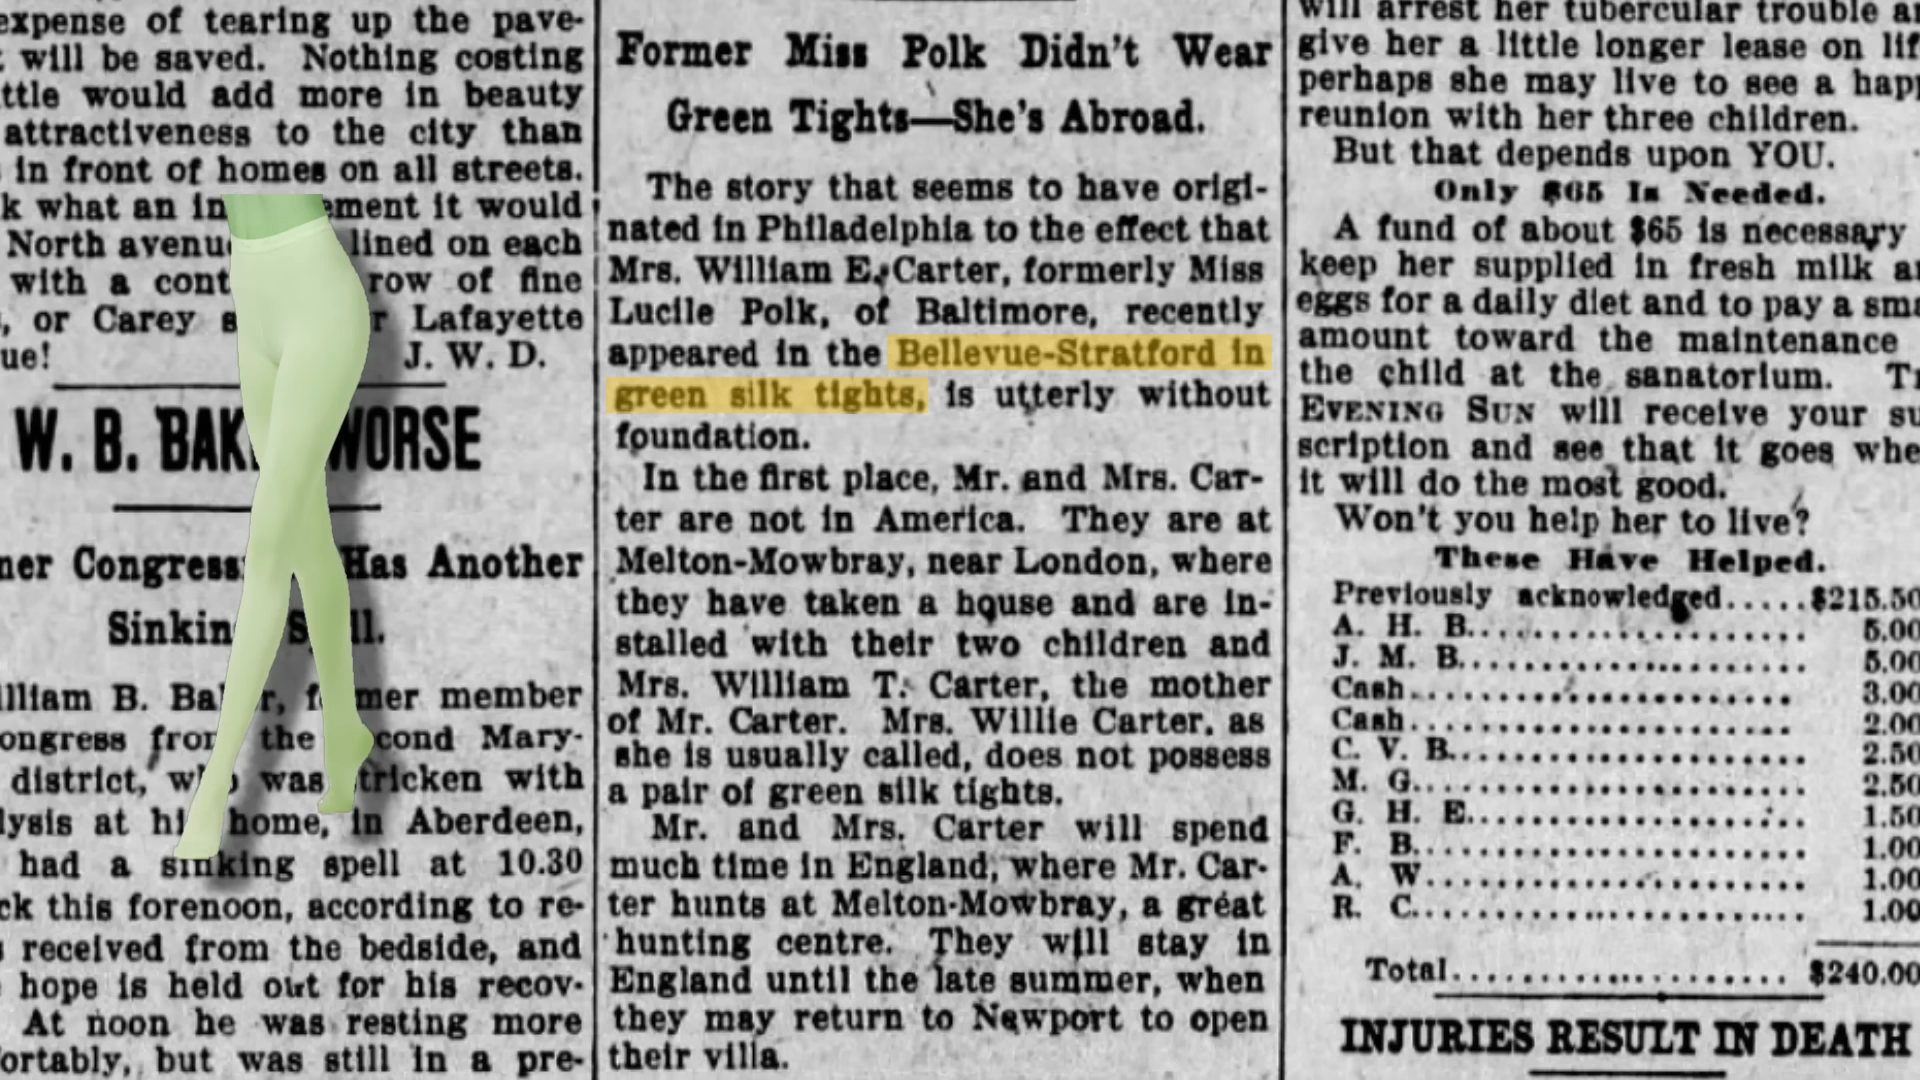 expense of tearing up the pave-
will be saved. Nothing costing
ttle would add more in beauty
attractiveness to the city than
in front of homes on all streets.
k what an in ement it would
North avenu lined on each
with a cont row of fine
, or Carey s r Lafayette
ue! J. W. D.
W. B. BAK WORSE
ner Congress Has Another
Sinkin S ll.
illiam B. Ba r, f mer member
ongress fro the cond Mary-
district, wh was tricken with
lysis at hi home, in Aberdeen,
had a sinking spell at 10.30
ck this forenoon, according to re-
s received from the bedside, and
hope is held out for his recov-
At noon he was resting more
fortably, but was still in a pre-
Former Miss Polk Didn't Wear
Green Tights—She's Abroad.
The story that seems to have origi-
nated in Philadelphia to the effect that
Mrs. William E. Carter, formerly Miss
Lucile Polk, of Baltimore, recently
appeared in the Bellevue-Stratford in
green silk tights, is utterly without
foundation.
In the first place, Mr. and Mrs. Car-
ter are not in America. They are at
Melton-Mowbray, near London, where
they have taken a house and are in-
stalled with their two children and
Mrs. William T. Carter, the mother
of Mr. Carter. Mrs. Willie Carter, as
she is usually called, does not possess
a pair of green silk tights.
Mr. and Mrs. Carter will spend
much time in England, where Mr. Car-
ter hunts at Melton-Mowbray, a great
hunting centre. They will stay in
England until the late summer, when
they may return to Newport to open
their villa.
will arrest her tubercular trouble an
give her a little longer lease on lif
perhaps she may live to see a happ
reunion with her three children.
But that depends upon YOU.
Only $65 Is Needed.
A fund of about $65 is necessary
keep her supplied in fresh milk an
eggs for a daily diet and to pay a sma
amount toward the maintenance
the child at the sanatorium. T
EVENING SUN will receive your su
scription and see that it goes whe
it will do the most good.
Won't you help her to live?
These Have Helped.
Previously acknowledged.....$215.50
A. H. B. 5.00
J. M. B. 5.00
Cash 3.00
Cash 2.00
C. V. B. 2.50
M. G. 2.50
G. H. E. 1.50
F. B. 1.00
A. W 1.00
R. C. 1.00
Total $240.00
INJURIES RESULT IN DEATH